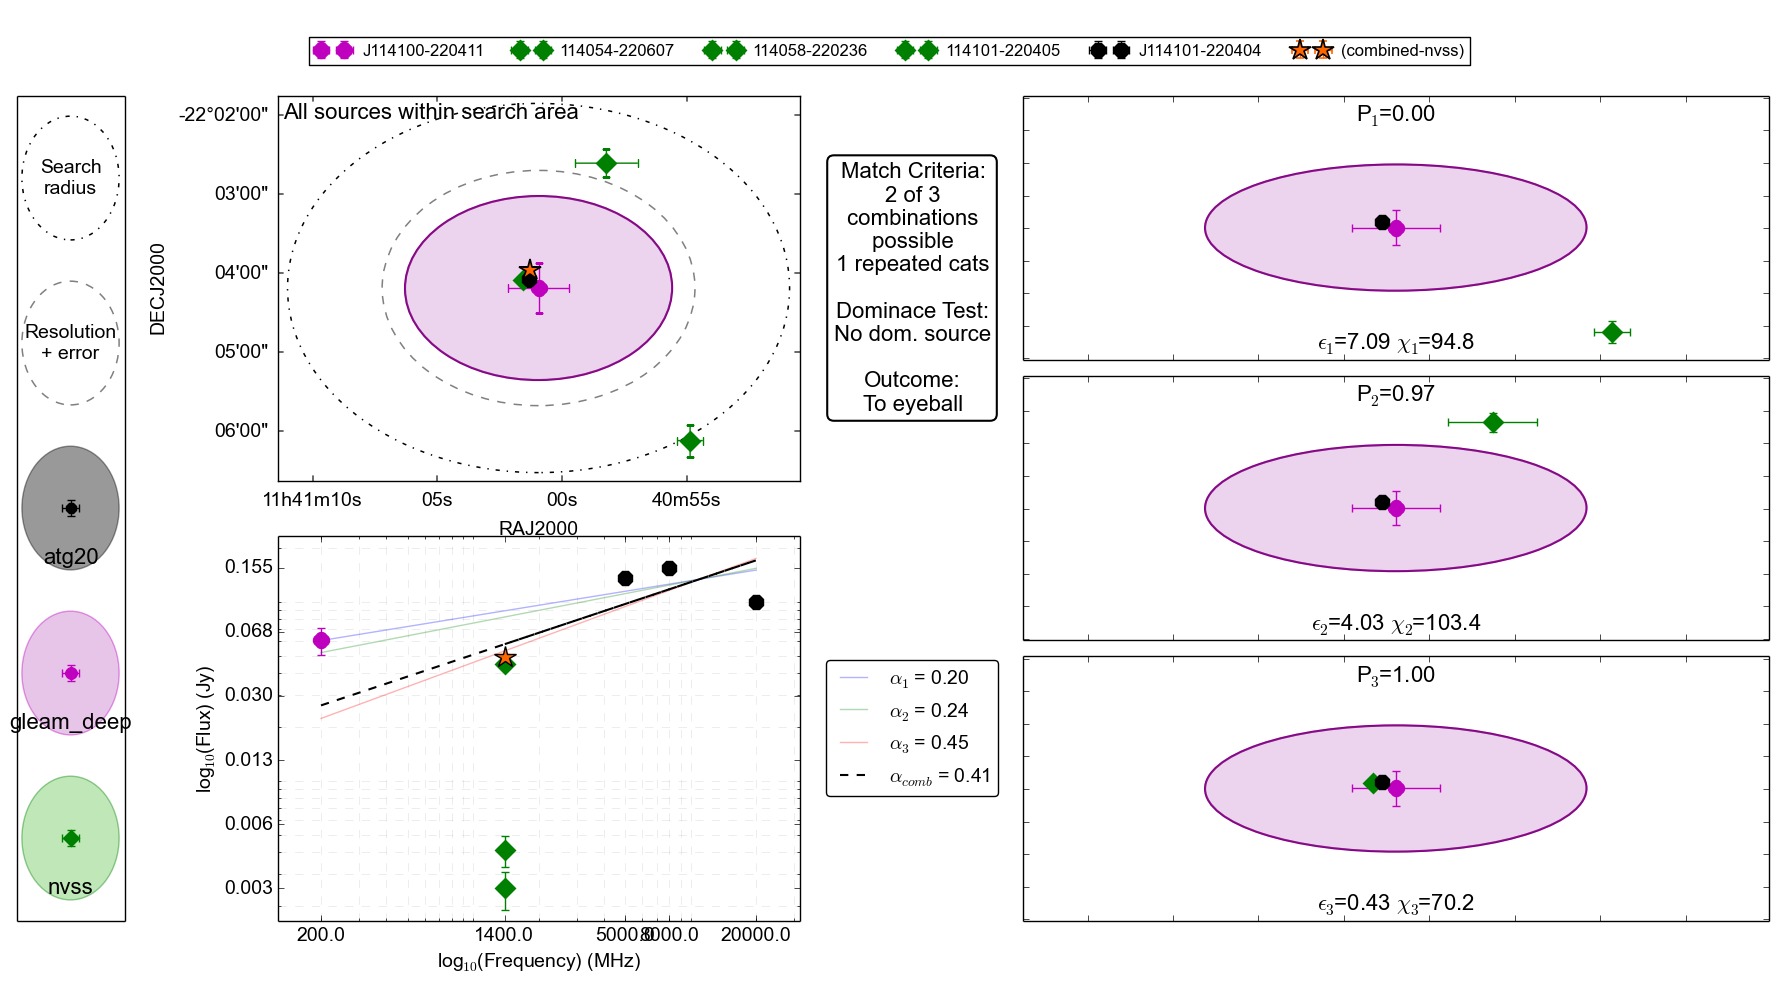 J114100-220411 114054-220607 114058-220236 114101-220405 J114101-220404 (combined-nvss)
Search
radius
Resolution
+ error
atg20
gleam_deep
nvss
All sources within search area
-22°02'00"
03'00"
04'00"
05'00"
06'00"
DECJ2000
11h41m10s 05s 00s 40m55s
RAJ2000
Match Criteria:
2 of 3
combinations
possible
1 repeated cats
Dominace Test:
No dom. source
Outcome:
To eyeball
0.155
0.068
0.030
0.013
0.006
0.003
log10(Flux) (Jy)
200.0 1400.0 5000.0 8000.0 20000.0
log10(Frequency) (MHz)
α1 = 0.20
α2 = 0.24
α3 = 0.45
αcomb = 0.41
P1=0.00
ϵ1=7.09 χ1=94.8
P2=0.97
ϵ2=4.03 χ2=103.4
P3=1.00
ϵ3=0.43 χ3=70.2